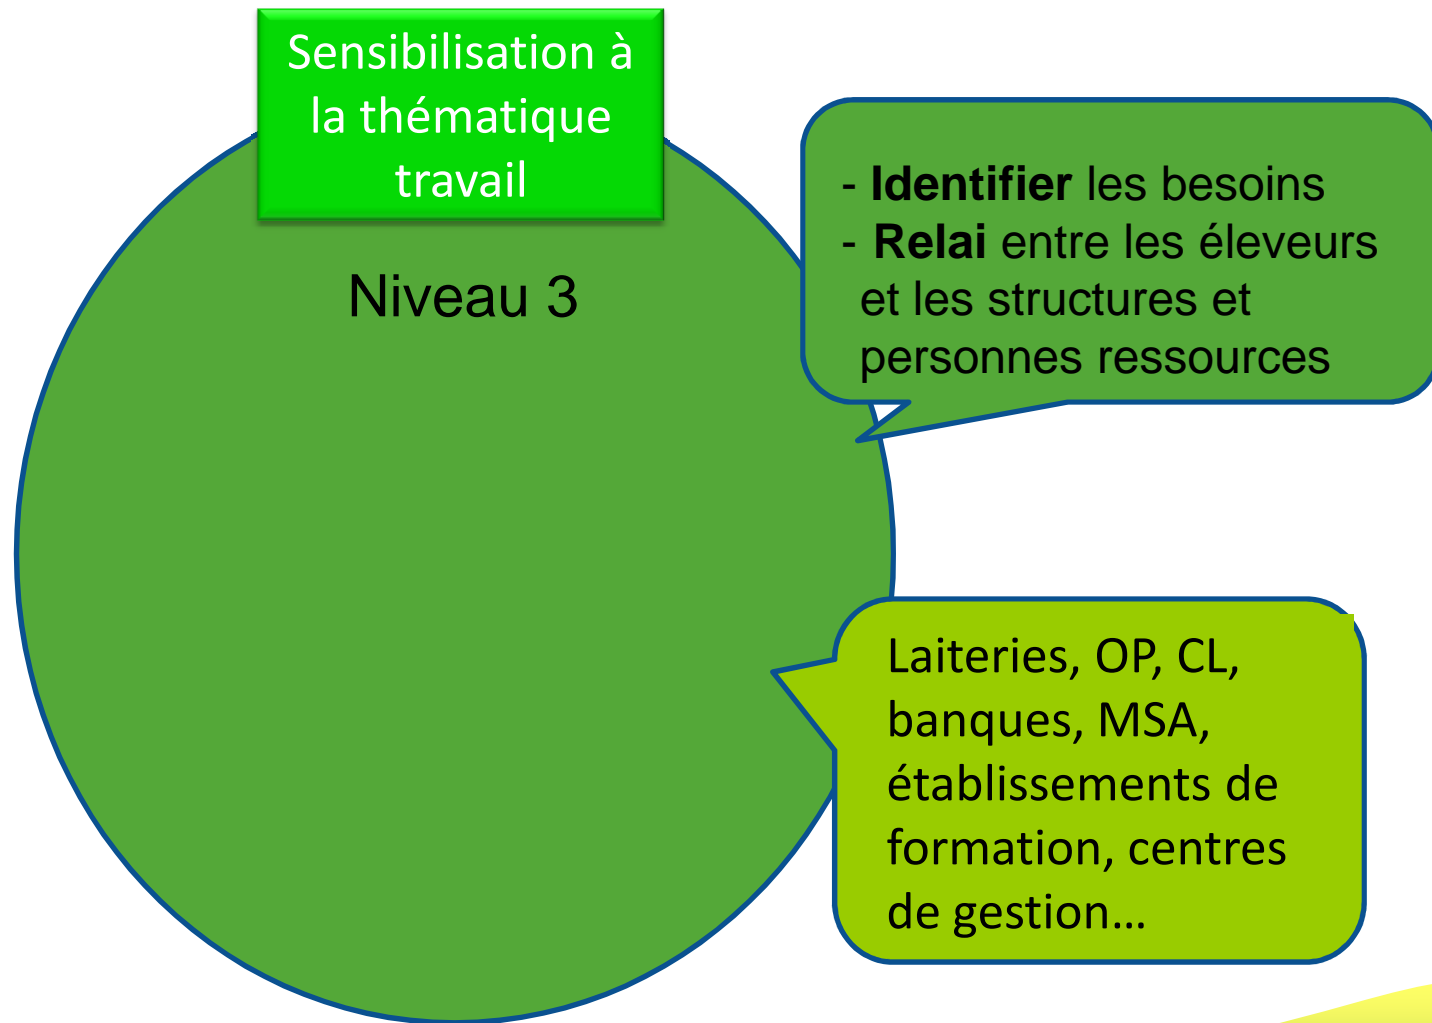 Sensibilisation à
la thématique
travail
Niveau 3
- Identifier les besoins
- Relai entre les éleveurs
et les structures et
personnes ressources
Laiteries, OP, CL,
banques, MSA,
établissements de
formation, centres
de gestion…